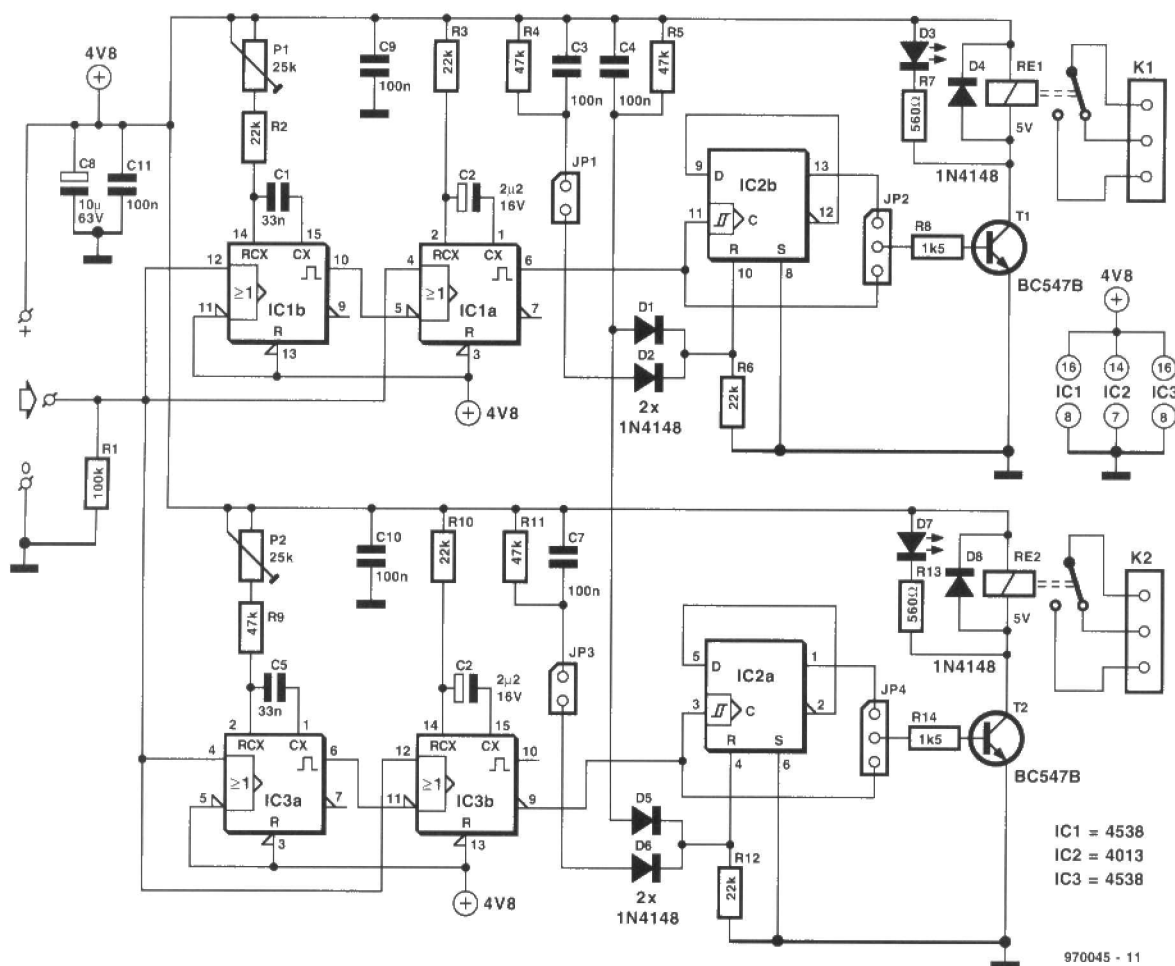 4V8
P1
25k
R2
22k
C9
100n
R3
22k
R4
47k
C3
100n
C4
100n
R5
47k
D3
D4
RE1
R7
560Ω
5V
1N4148
K1
C8
10µ
63V
C11
100n
C1
33n
C2
2µ2
16V
JP1
14
15
RCX
CX
12
≥1
10
11
IC1b
9
R
13
2
1
RCX
CX
4
≥1
6
5
IC1a
7
R
3
4V8
9
D
IC2b
13
11
C
12
R
S
10
8
JP2
R8
1k5
T1
BC547B
D1
D2
2x
1N4148
R6
22k
4V8
16
14
16
IC1
IC2
IC3
8
7
8
+
R1
100k
0
P2
25k
R9
47k
C10
100n
R10
22k
R11
47k
C7
100n
D7
D8
RE2
R13
560Ω
5V
1N4148
K2
C5
33n
C2
2µ2
16V
JP3
2
1
RCX
CX
4
≥1
6
5
IC3a
7
R
3
14
15
RCX
CX
12
≥1
10
11
IC3b
9
R
13
4V8
5
D
IC2a
1
3
C
2
R
S
4
6
JP4
R14
1k5
T2
BC547B
D5
D6
2x
1N4148
R12
22k
IC1 = 4538
IC2 = 4013
IC3 = 4538
970045 - 11